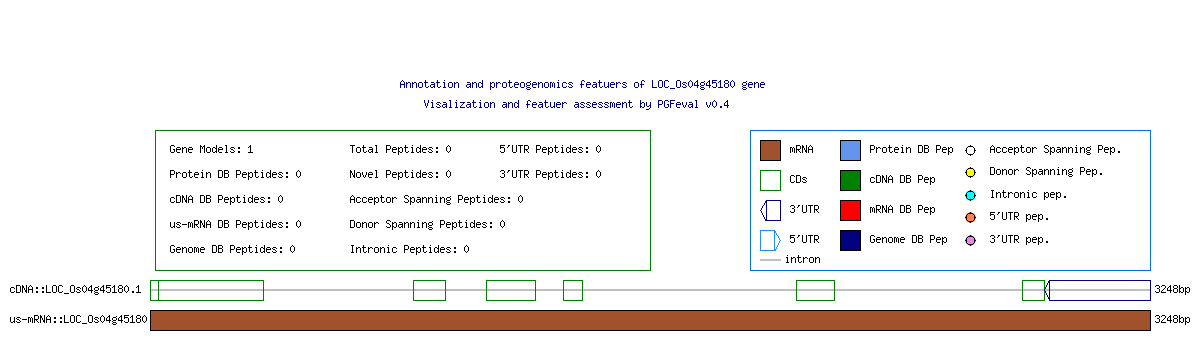 Annotation and proteogenomics featuers of LOC_Os04g45180 gene
Visalization and featuer assessment by PGFeval v0.4
Gene Models: 1 Total Peptides: 0 5'UTR Peptides: 0
Protein DB Peptides: 0 Novel Peptides: 0 3'UTR Peptides: 0
cDNA DB Peptides: 0 Acceptor Spanning Peptides: 0
us-mRNA DB Peptides: 0 Donor Spanning Peptides: 0
Genome DB Peptides: 0 Intronic Peptides: 0
mRNA Protein DB Pep Acceptor Spanning Pep.
CDs cDNA DB Pep Donor Spanning Pep.
3'UTR mRNA DB Pep Intronic pep.
5'UTR Genome DB Pep 5'UTR pep.
intron 3'UTR pep.
cDNA::LOC_Os04g45180.1 3248bp
us-mRNA::LOC_Os04g45180 3248bp